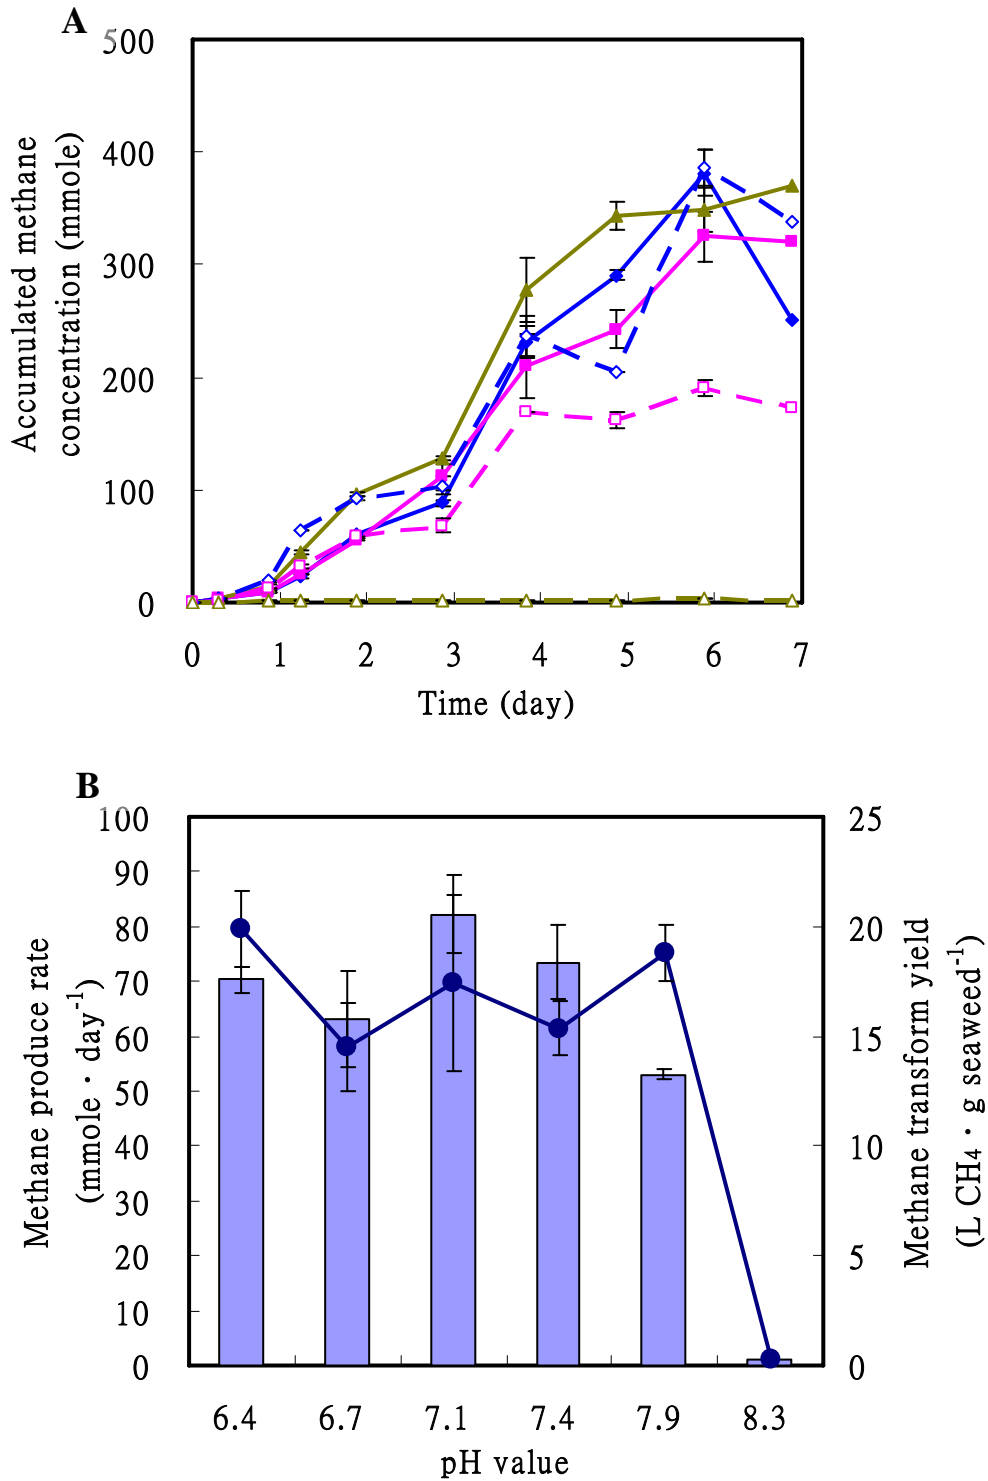 A
500
400
300
200
100
0
Accumulated methane
concentration (mmole)
0 1 2 3 4 5 6 7
Time (day)
B
100
90
80
70
60
50
40
30
20
10
0
Methane produce rate
(mmole · day⁻¹)
25
20
15
10
5
0
Methane transform yield
(L CH₄ · g seaweed⁻¹)
6.4 6.7 7.1 7.4 7.9 8.3
pH value